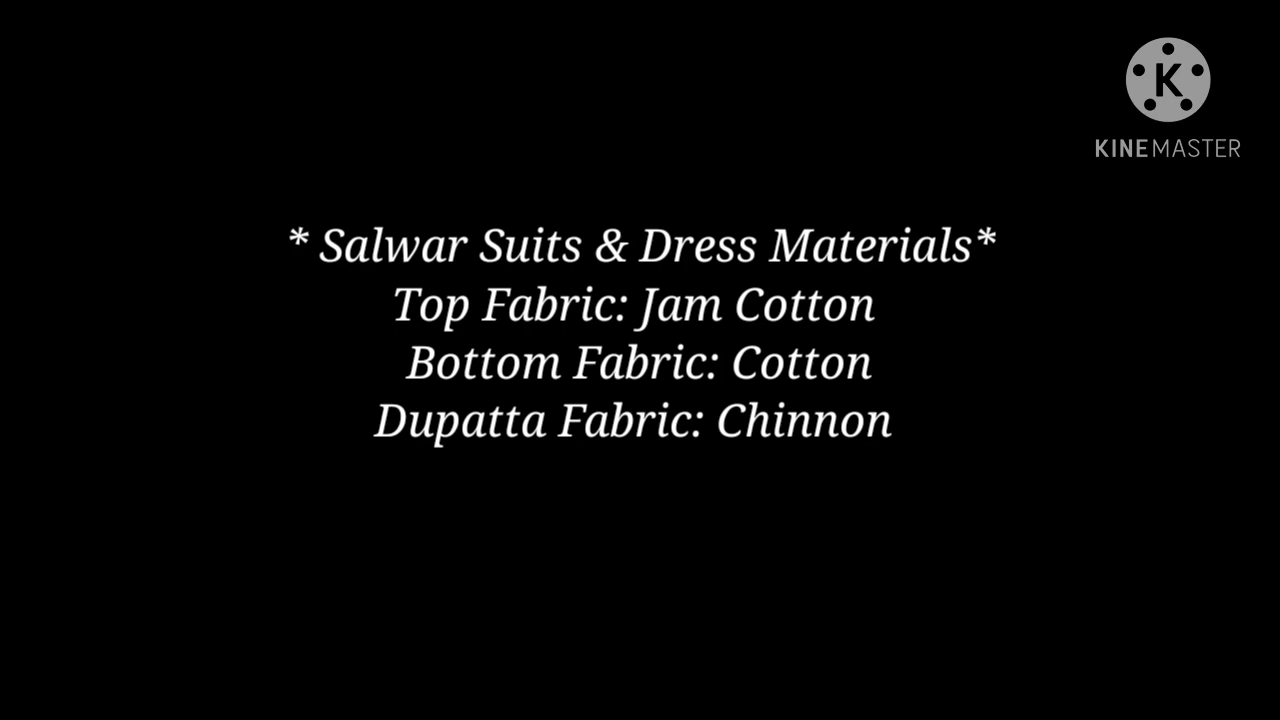 K
KINEMASTER
* Salwar Suits & Dress Materials*
Top Fabric: Jam Cotton
Bottom Fabric: Cotton
Dupatta Fabric: Chinnon